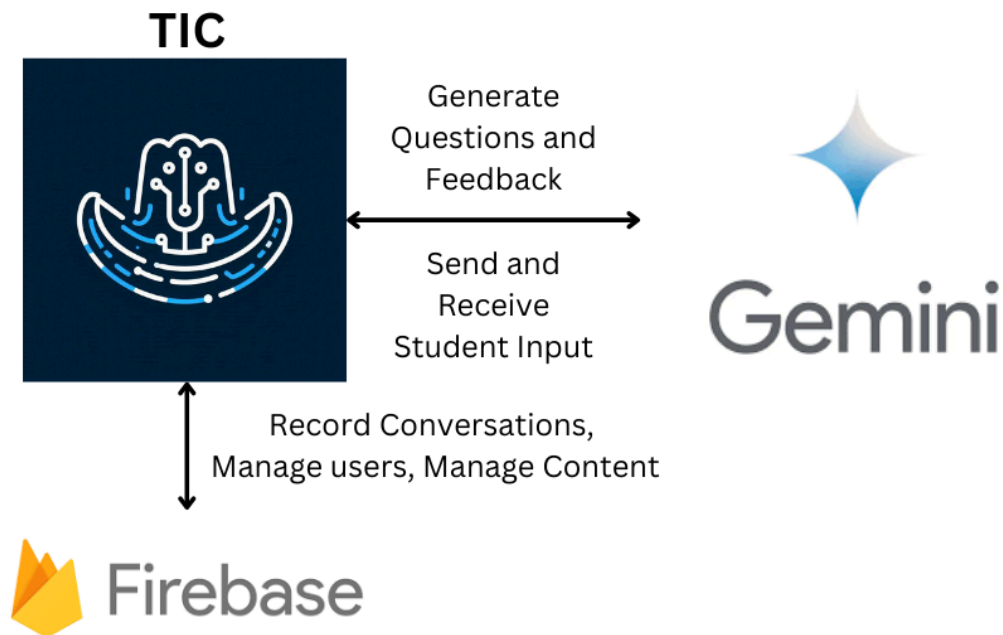 TIC
Generate
Questions and
Feedback
Send and
Receive
Student Input
Gemini
Record Conversations,
Manage users, Manage Content
Firebase